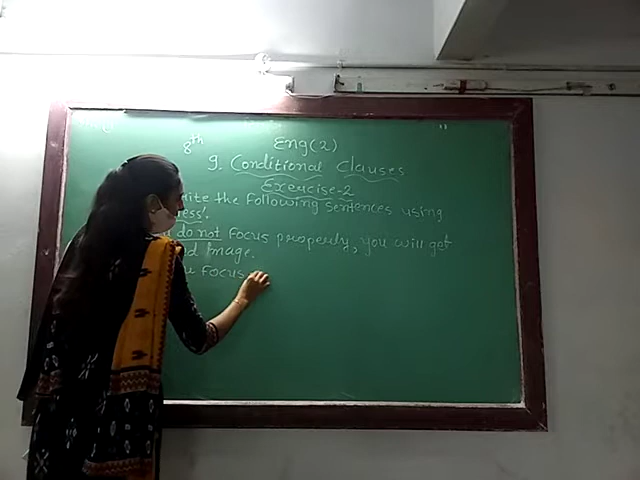 8th Eng(2)
9. Conditional Clauses
Exercise-2
the following sentences using
ess'.
do not focus properly, you will get
image.
focus